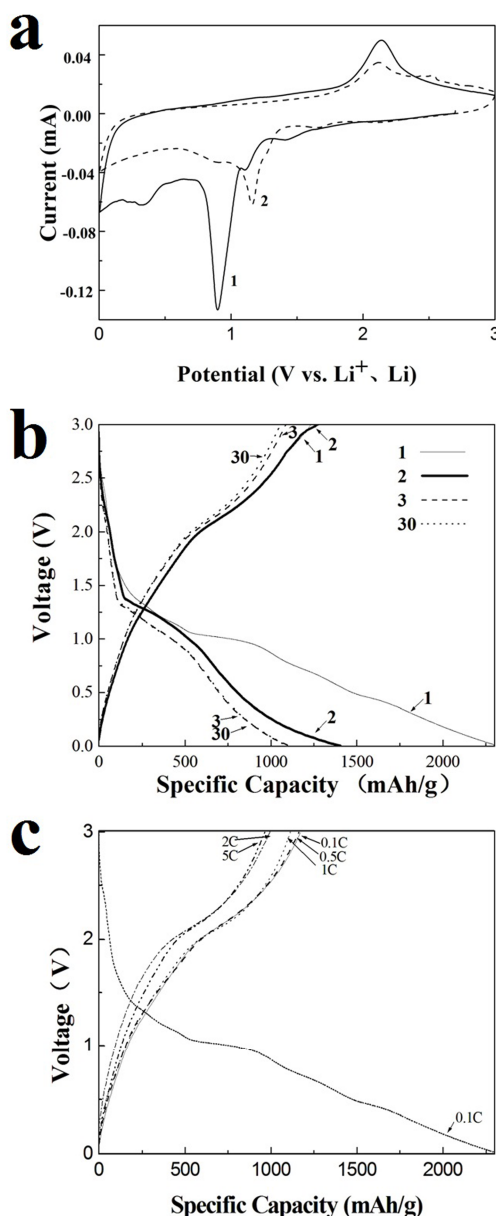 a
0.04
0.00
-0.04
-0.08
-0.12
Current (mA)
1
2
0
1
2
3
Potential (V vs. Li⁺、Li)
b
3.0
2.5
2.0
1.5
1.0
0.5
0.0
Voltage (V)
30
3
1
2
1
2
3
30
1
2
3
30
0
500
1000
1500
2000
Specific Capacity （mAh/g）
c
3
2
1
0
Voltage（V）
2C
5C
0.1C
0.5C
1C
0.1C
0
500
1000
1500
2000
Specific Capacity (mAh/g)